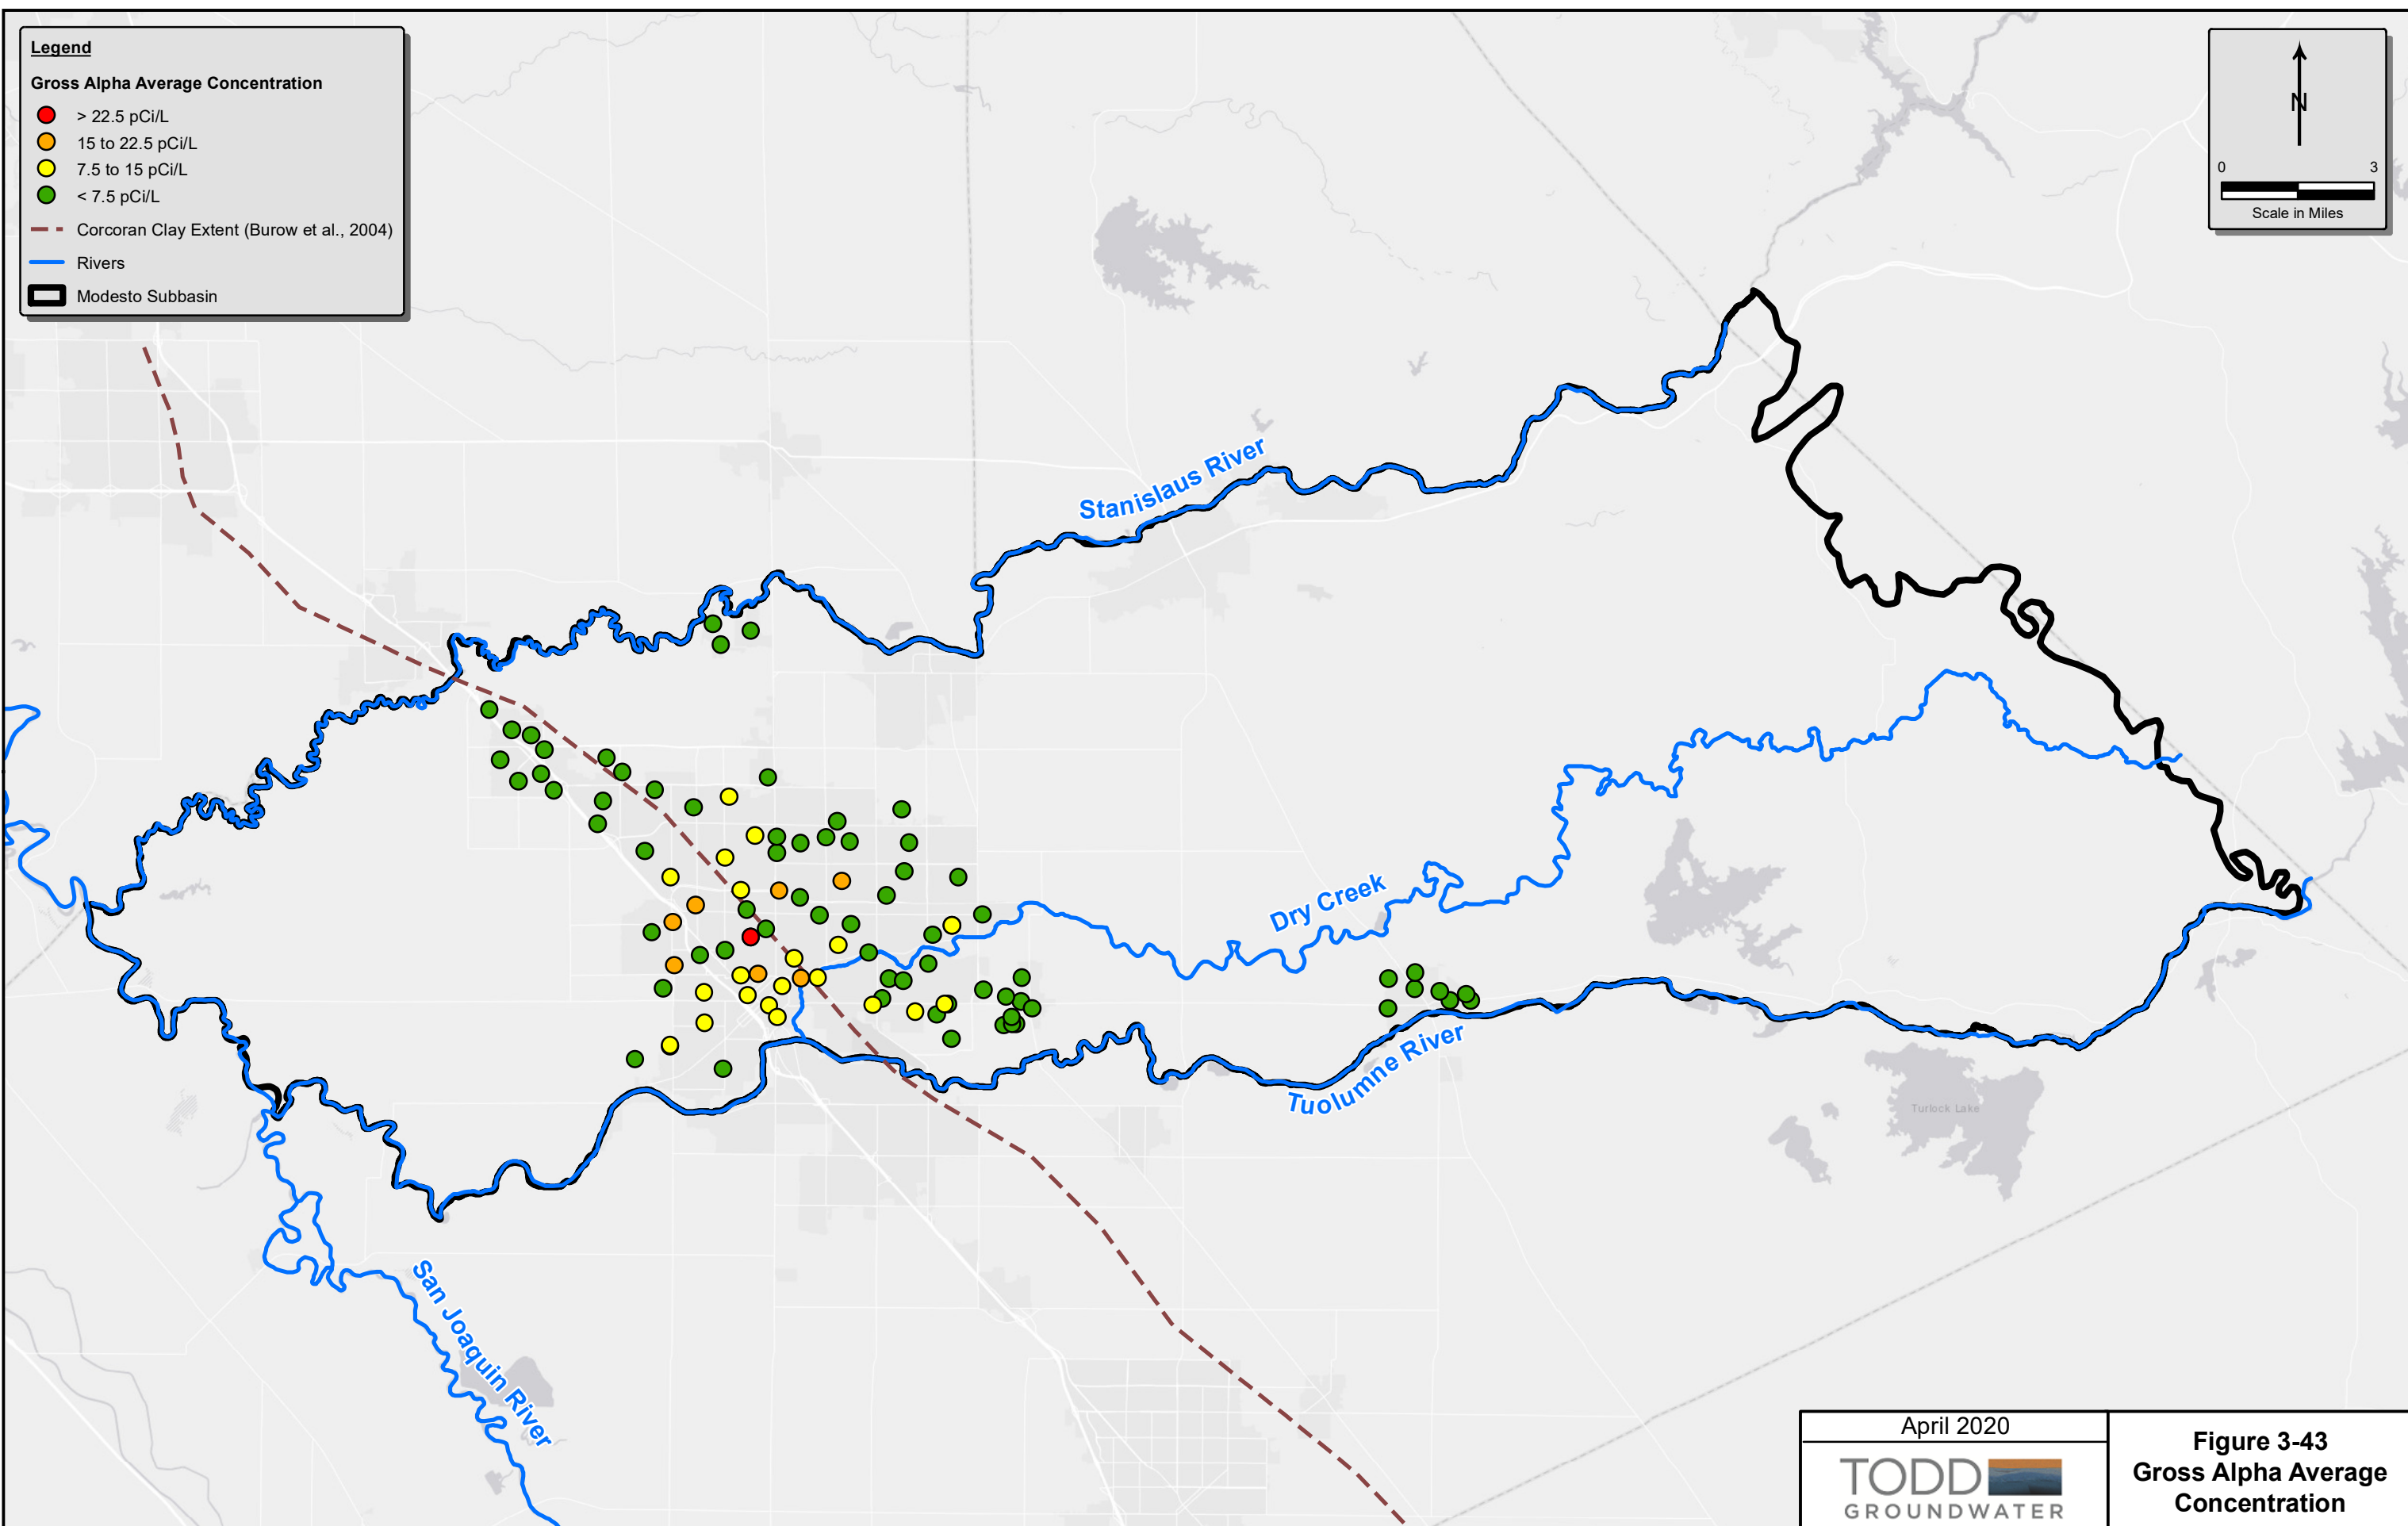 Legend
Gross Alpha Average Concentration
> 22.5 pCi/L
15 to 22.5 pCi/L
7.5 to 15 pCi/L
< 7.5 pCi/L
Corcoran Clay Extent (Burow et al., 2004)
Rivers
Modesto Subbasin
N
0 3
Scale in Miles
Stanislaus River
Dry Creek
Tuolumne River
Turlock Lake
San Joaquin River
April 2020
TODD
GROUNDWATER
Figure 3-43
Gross Alpha Average
Concentration